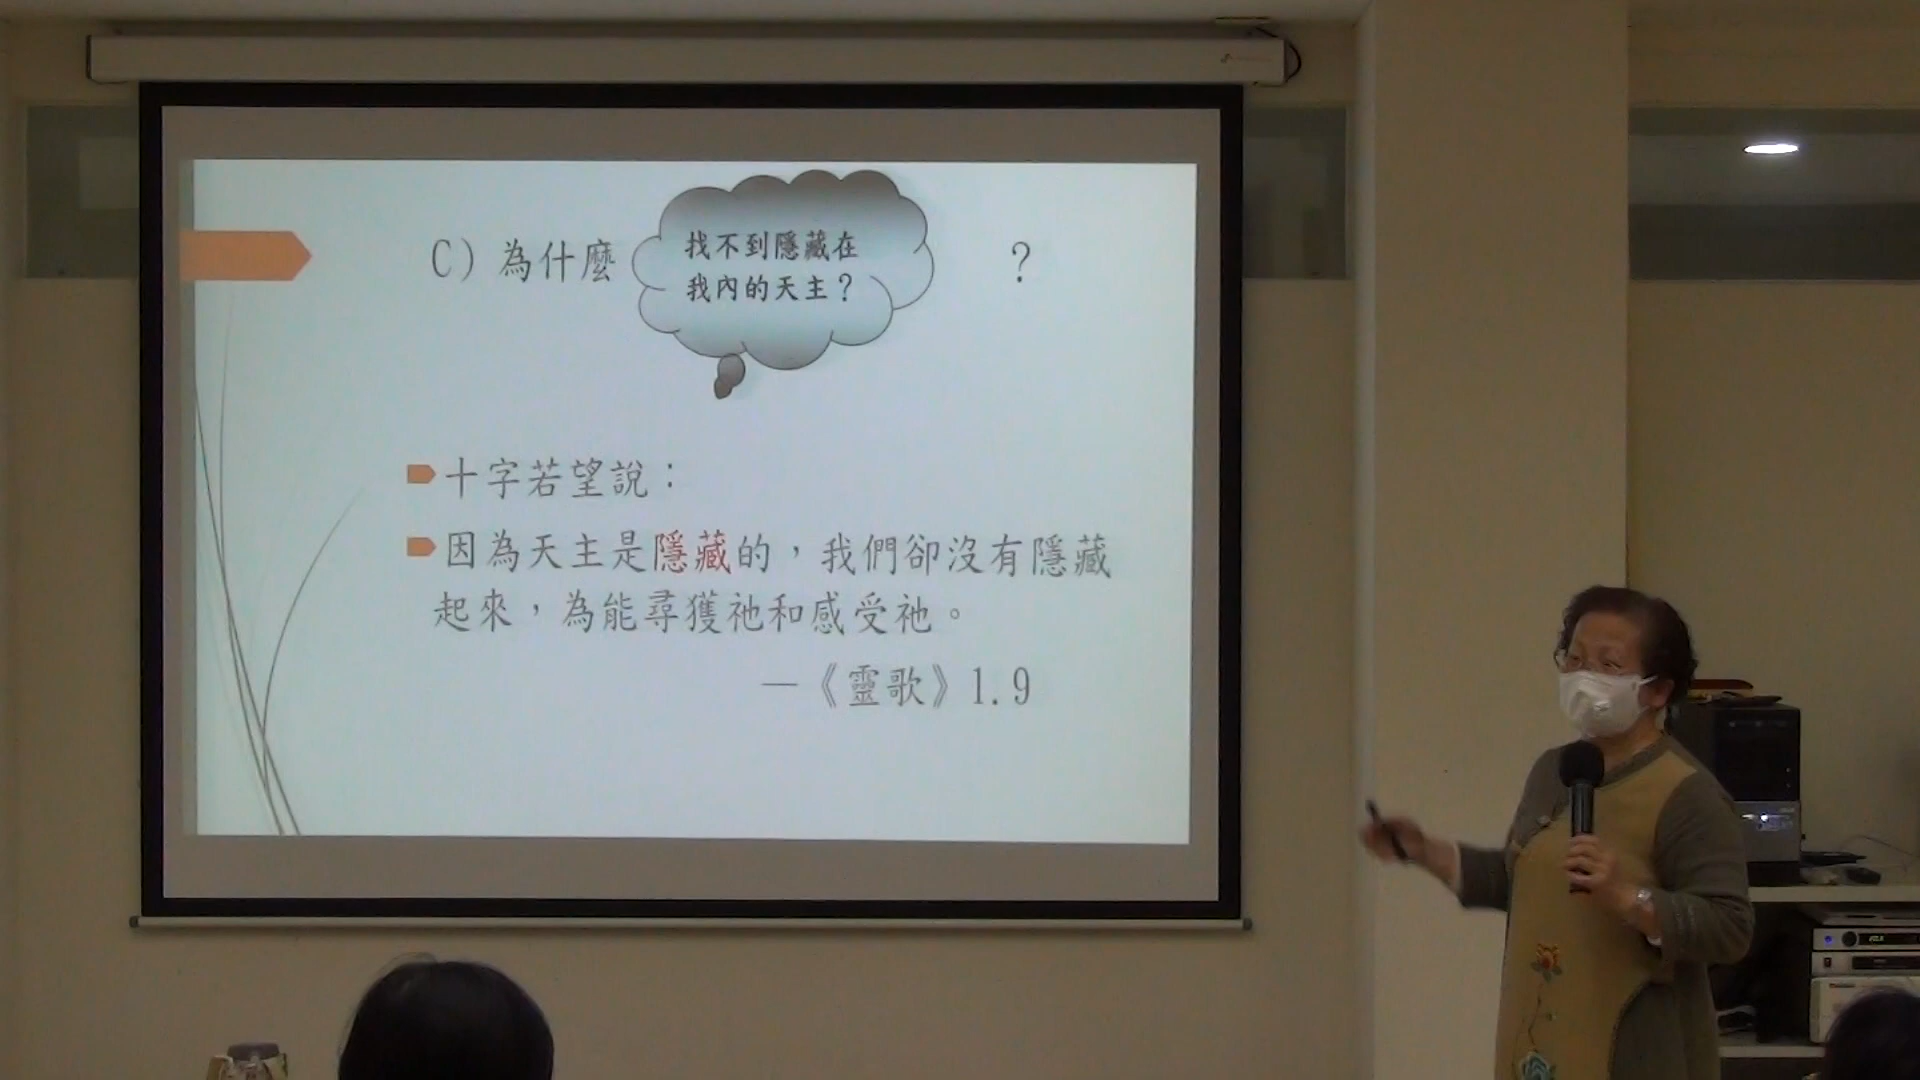 C) 為什麼 找不到隱藏在 ?
我內的天主?
十字若望說:
因為天主是隱藏的,我們卻沒有隱藏
起來,為能尋獲祂和感受祂。
—《靈歌》1.9